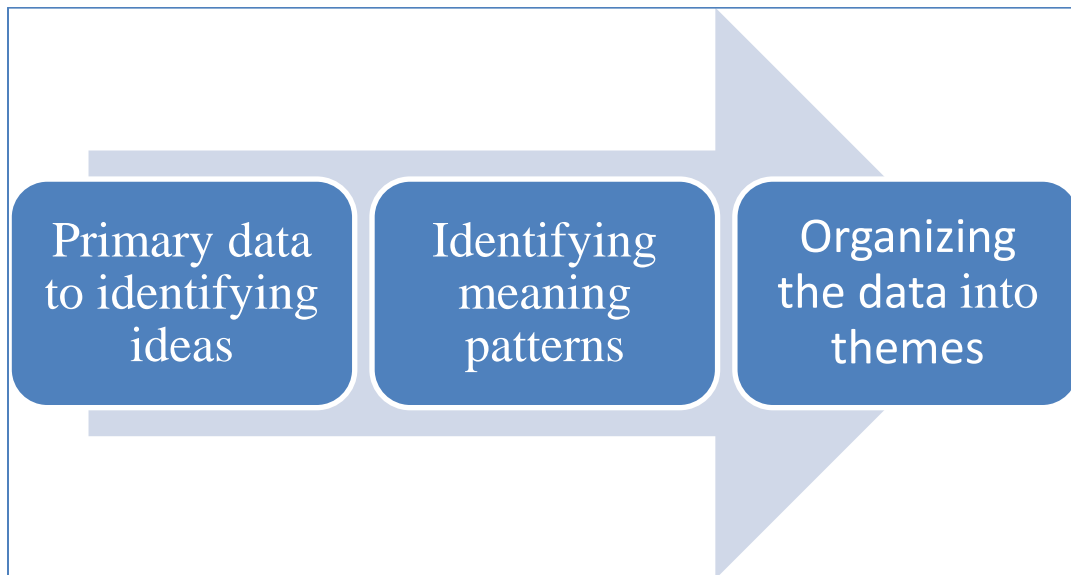 Primary data
to identifying
ideas
Identifying
meaning
patterns
Organizing
the data into
themes